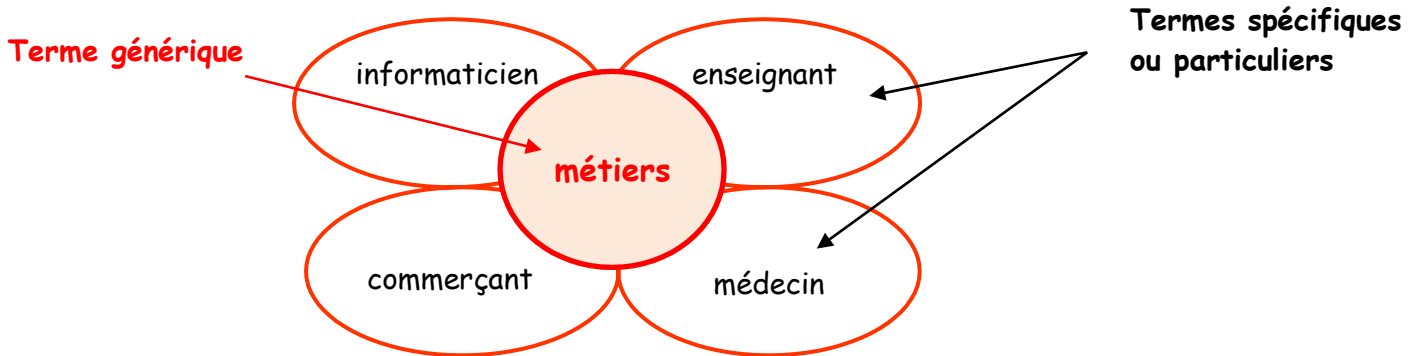 Terme générique
informaticien
enseignant
Termes spécifiques
ou particuliers
métiers
commerçant
médecin